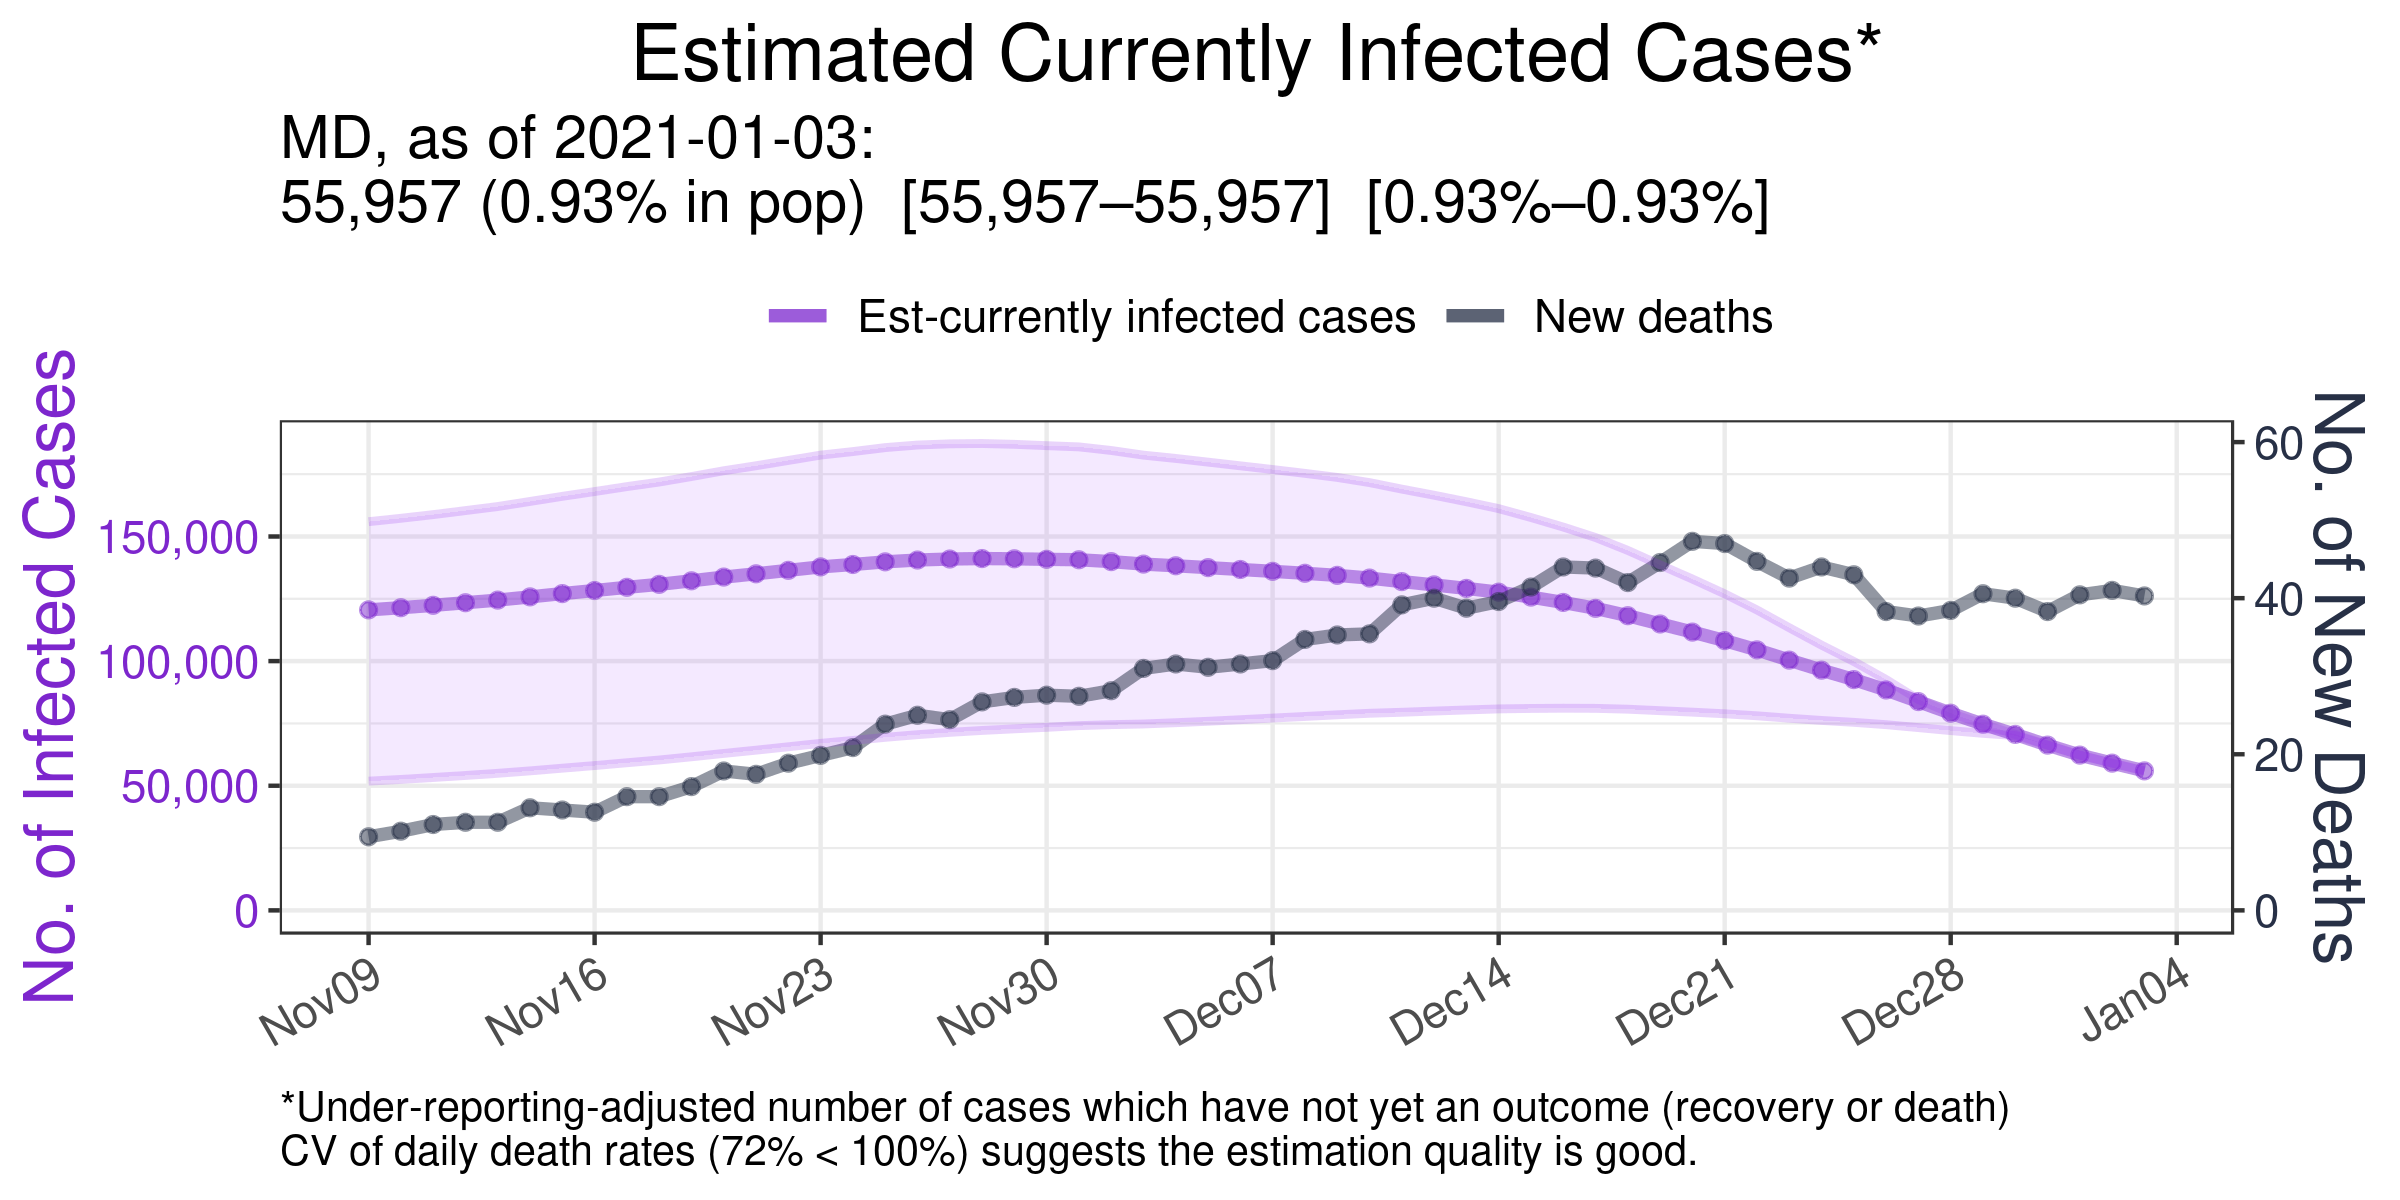 Estimated Currently Infected Cases*
MD, as of 2021-01-03:
55,957 (0.93% in pop)  [55,957–55,957]  [0.93%–0.93%]
Est-currently infected cases
New deaths
No. of Infected Cases
150,000
100,000
50,000
0
60
40
20
0
No. of New Deaths
Nov09
Nov16
Nov23
Nov30
Dec07
Dec14
Dec21
Dec28
Jan04
*Under-reporting-adjusted number of cases which have not yet an outcome (recovery or death)
CV of daily death rates (72% < 100%) suggests the estimation quality is good.